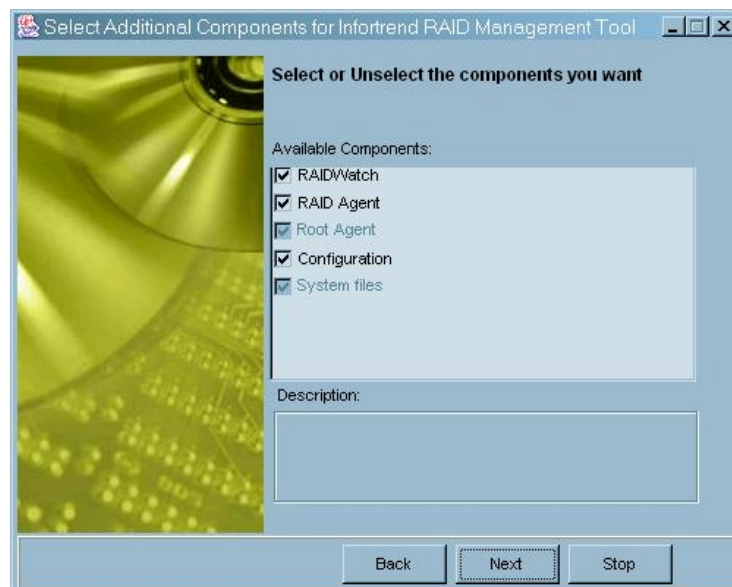 Select Additional Components for Infortrend RAID Management Tool
Select or Unselect the components you want
Available Components:
RAIDWatch
RAID Agent
Root Agent
Configuration
System files
Description:
Back
Next
Stop